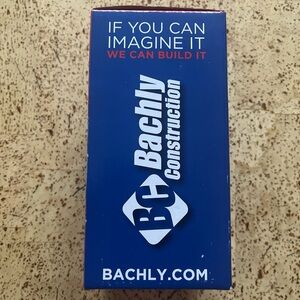 IF YOU CAN
IMAGINE IT
WE CAN BUILD IT
BC
Bachly
Construction
BACHLY.COM